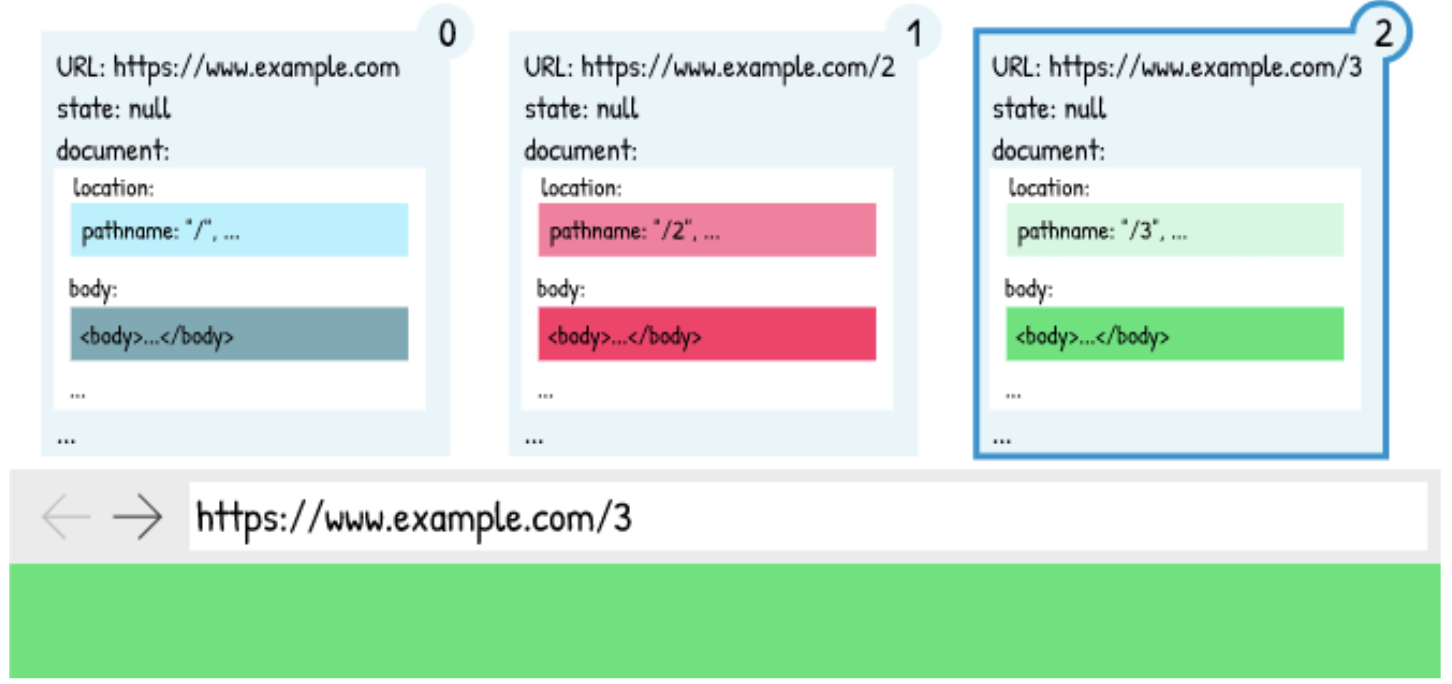 0
URL: https://www.example.com
state: null
document:
location:
pathname: "/", ...
body:
<body>...</body>
...
...
1
URL: https://www.example.com/2
state: null
document:
location:
pathname: "/2", ...
body:
<body>...</body>
...
...
2
URL: https://www.example.com/3
state: null
document:
location:
pathname: "/3", ...
body:
<body>...</body>
...
...
https://www.example.com/3